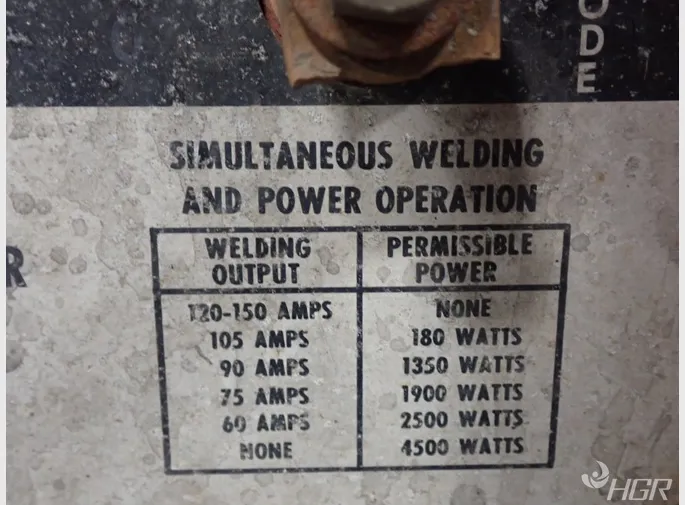 ODE
SIMULTANEOUS WELDING
AND POWER OPERATION
WELDING OUTPUT
PERMISSIBLE POWER
120-150 AMPS NONE
105 AMPS 180 WATTS
90 AMPS 1350 WATTS
75 AMPS 1900 WATTS
60 AMPS 2500 WATTS
NONE 4500 WATTS
R
HGR